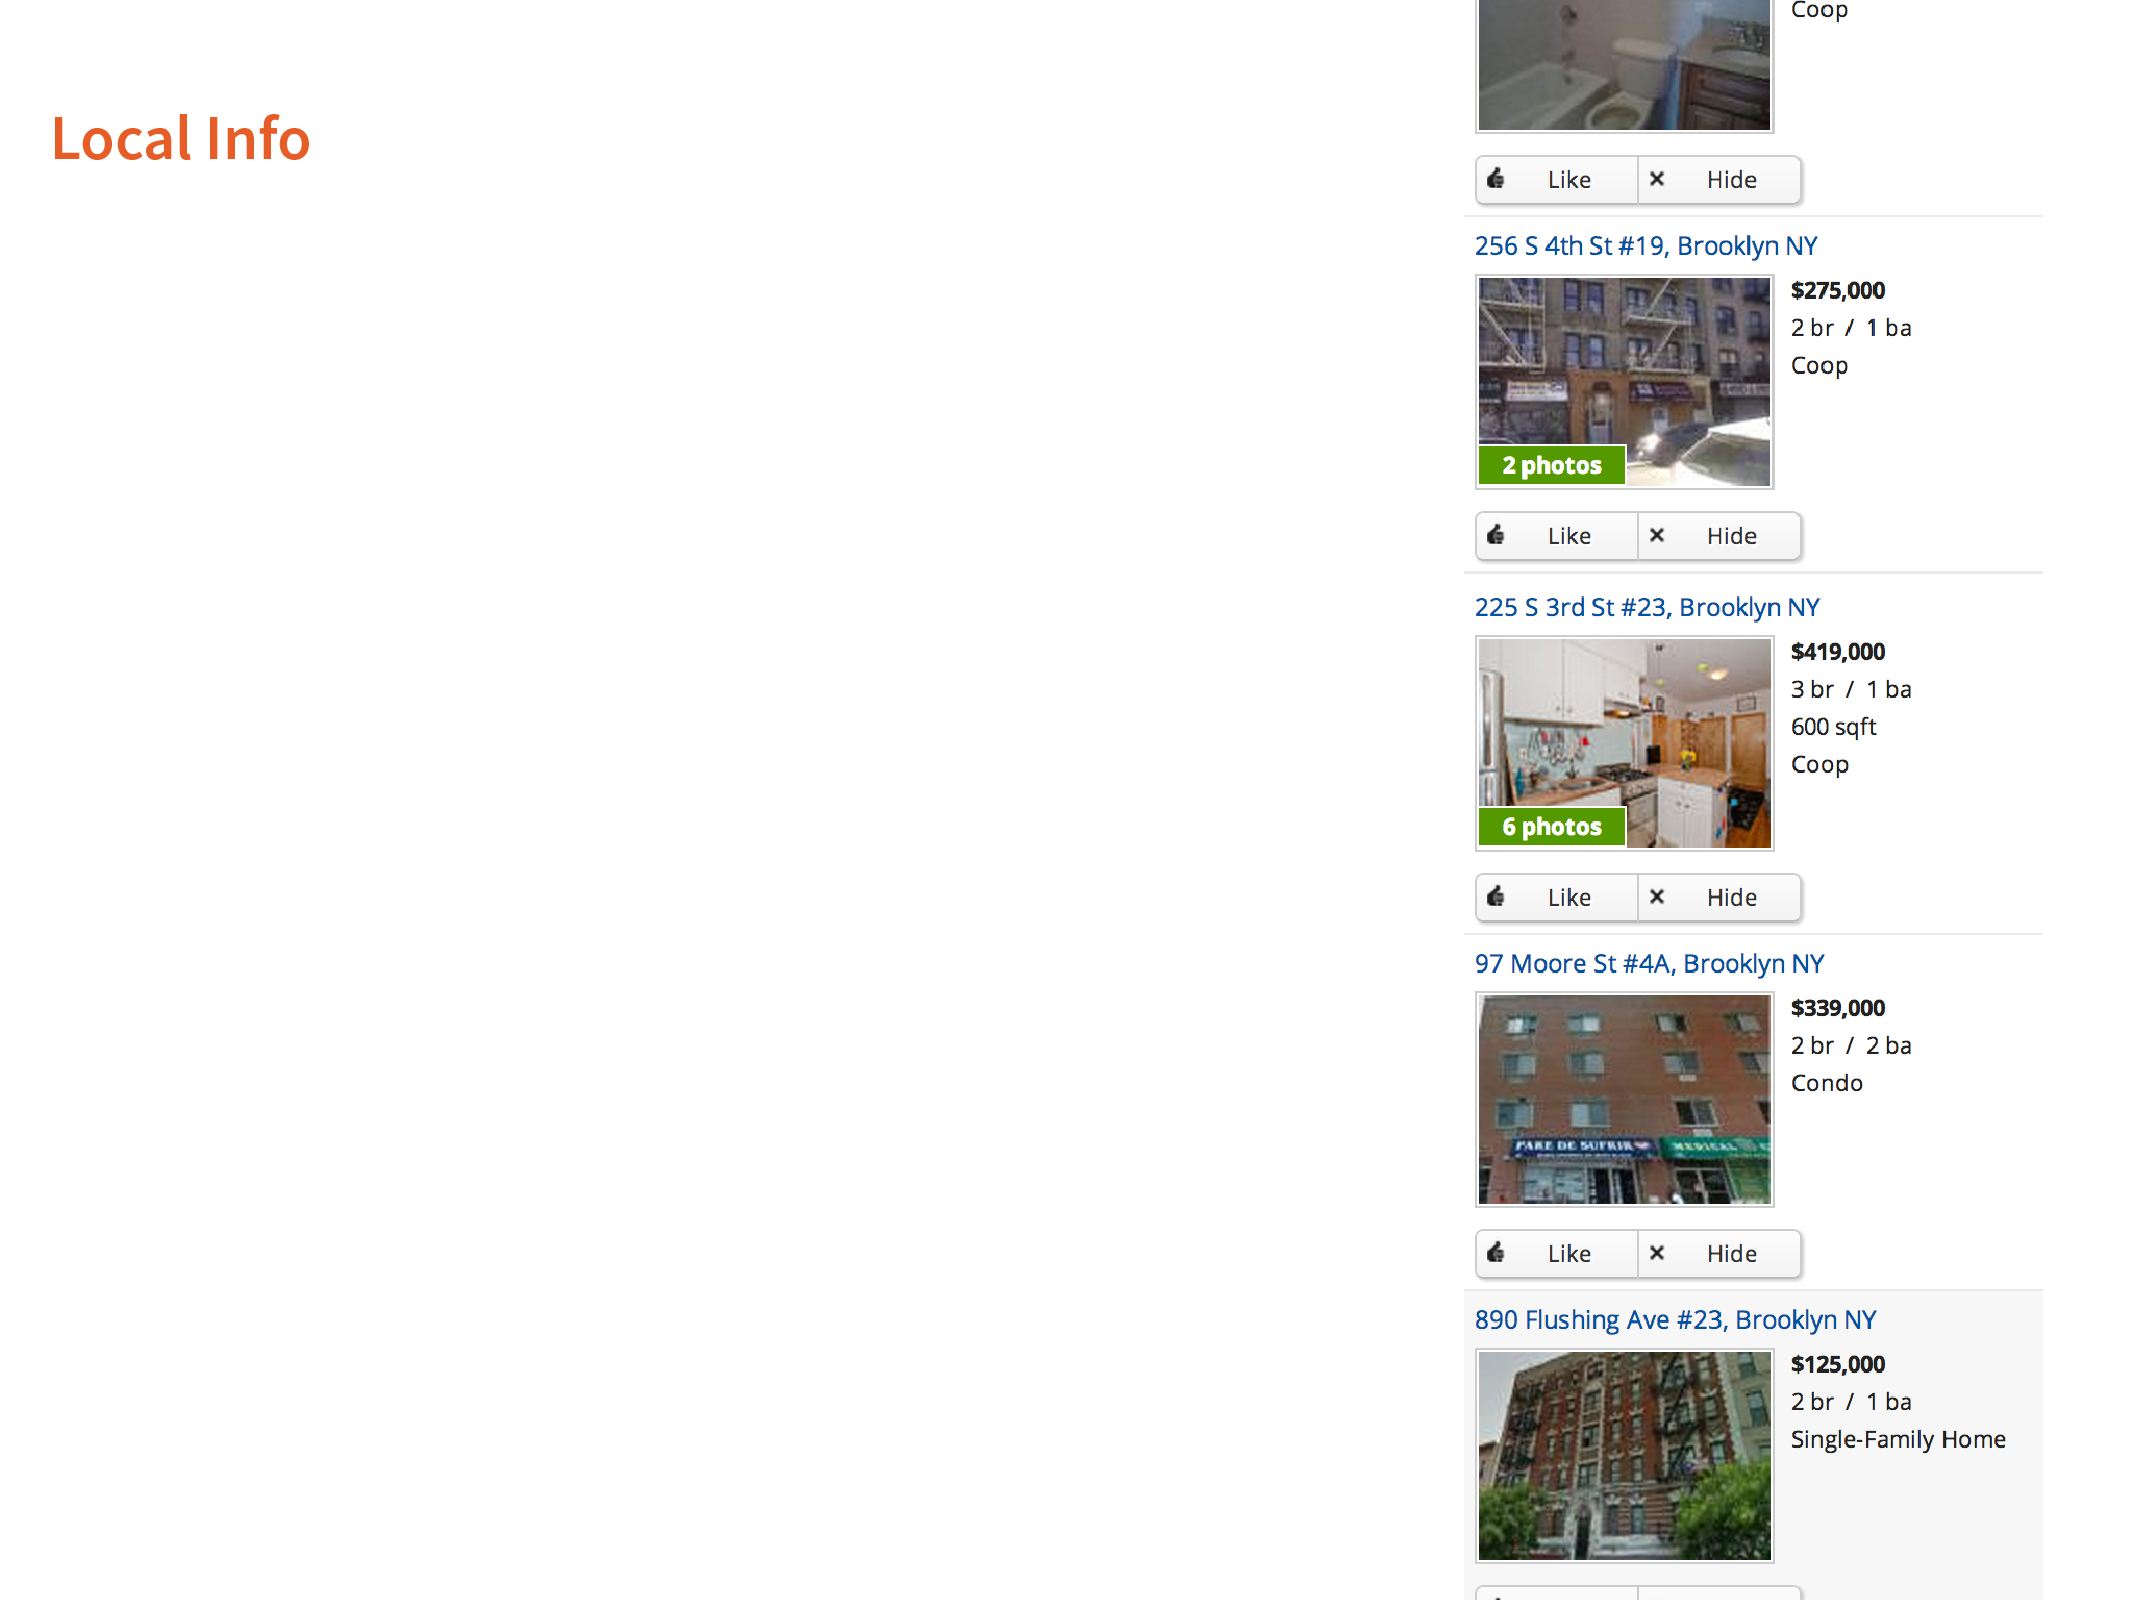 Local Info
Coop
Like
Hide
256 S 4th St #19, Brooklyn NY
$275,000
2 br / 1 ba
Coop
2 photos
Like
Hide
225 S 3rd St #23, Brooklyn NY
$419,000
3 br / 1 ba
600 sqft
Coop
6 photos
Like
Hide
97 Moore St #4A, Brooklyn NY
$339,000
2 br / 2 ba
Condo
PARE DE SUFRIR
MEDICAL
Like
Hide
890 Flushing Ave #23, Brooklyn NY
$125,000
2 br / 1 ba
Single-Family Home